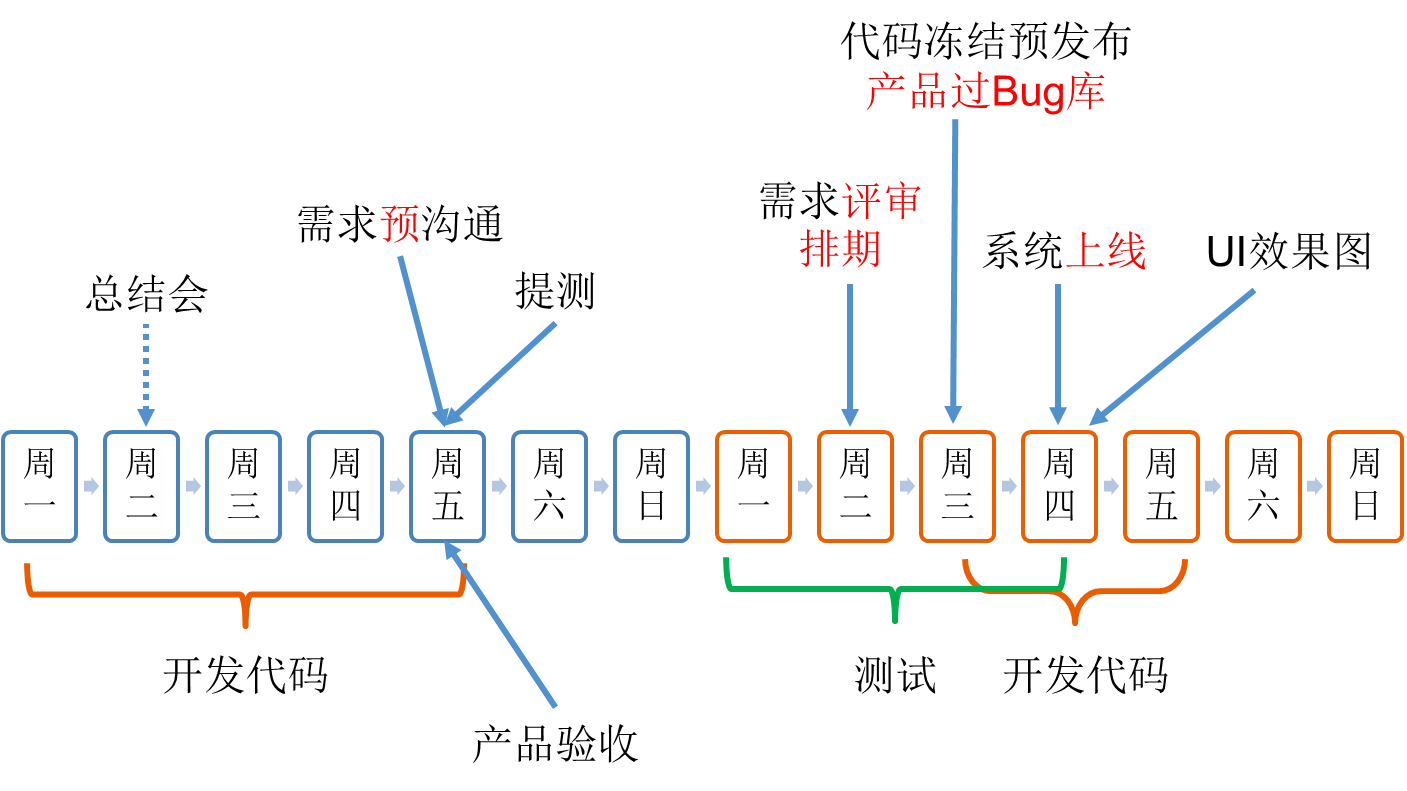 代码冻结预发布
产品过Bug库
需求评审
排期
需求预沟通
系统上线
UI效果图
总结会
提测
周一
周二
周三
周四
周五
周六
周日
周一
周二
周三
周四
周五
周六
周日
开发代码
测试
开发代码
产品验收